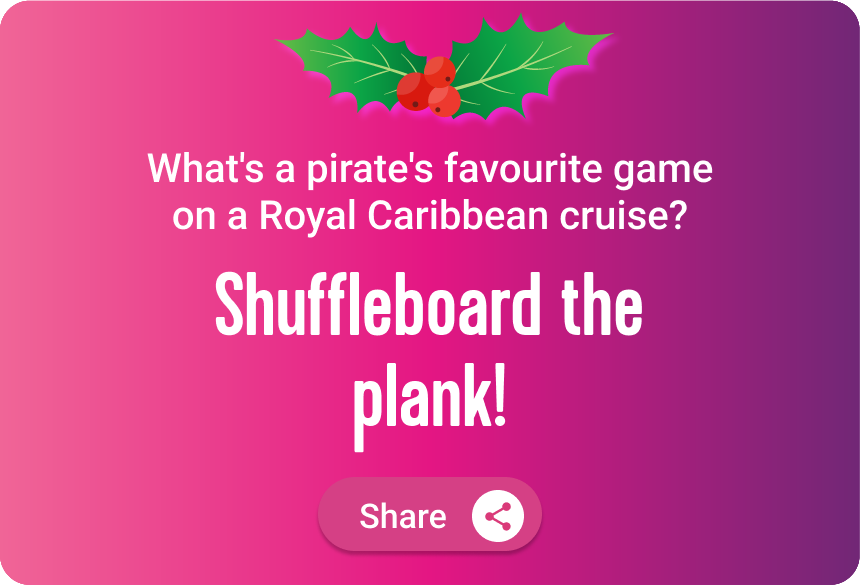 What's a pirate's favourite game
on a Royal Caribbean cruise?
Shuffleboard the
plank!
Share